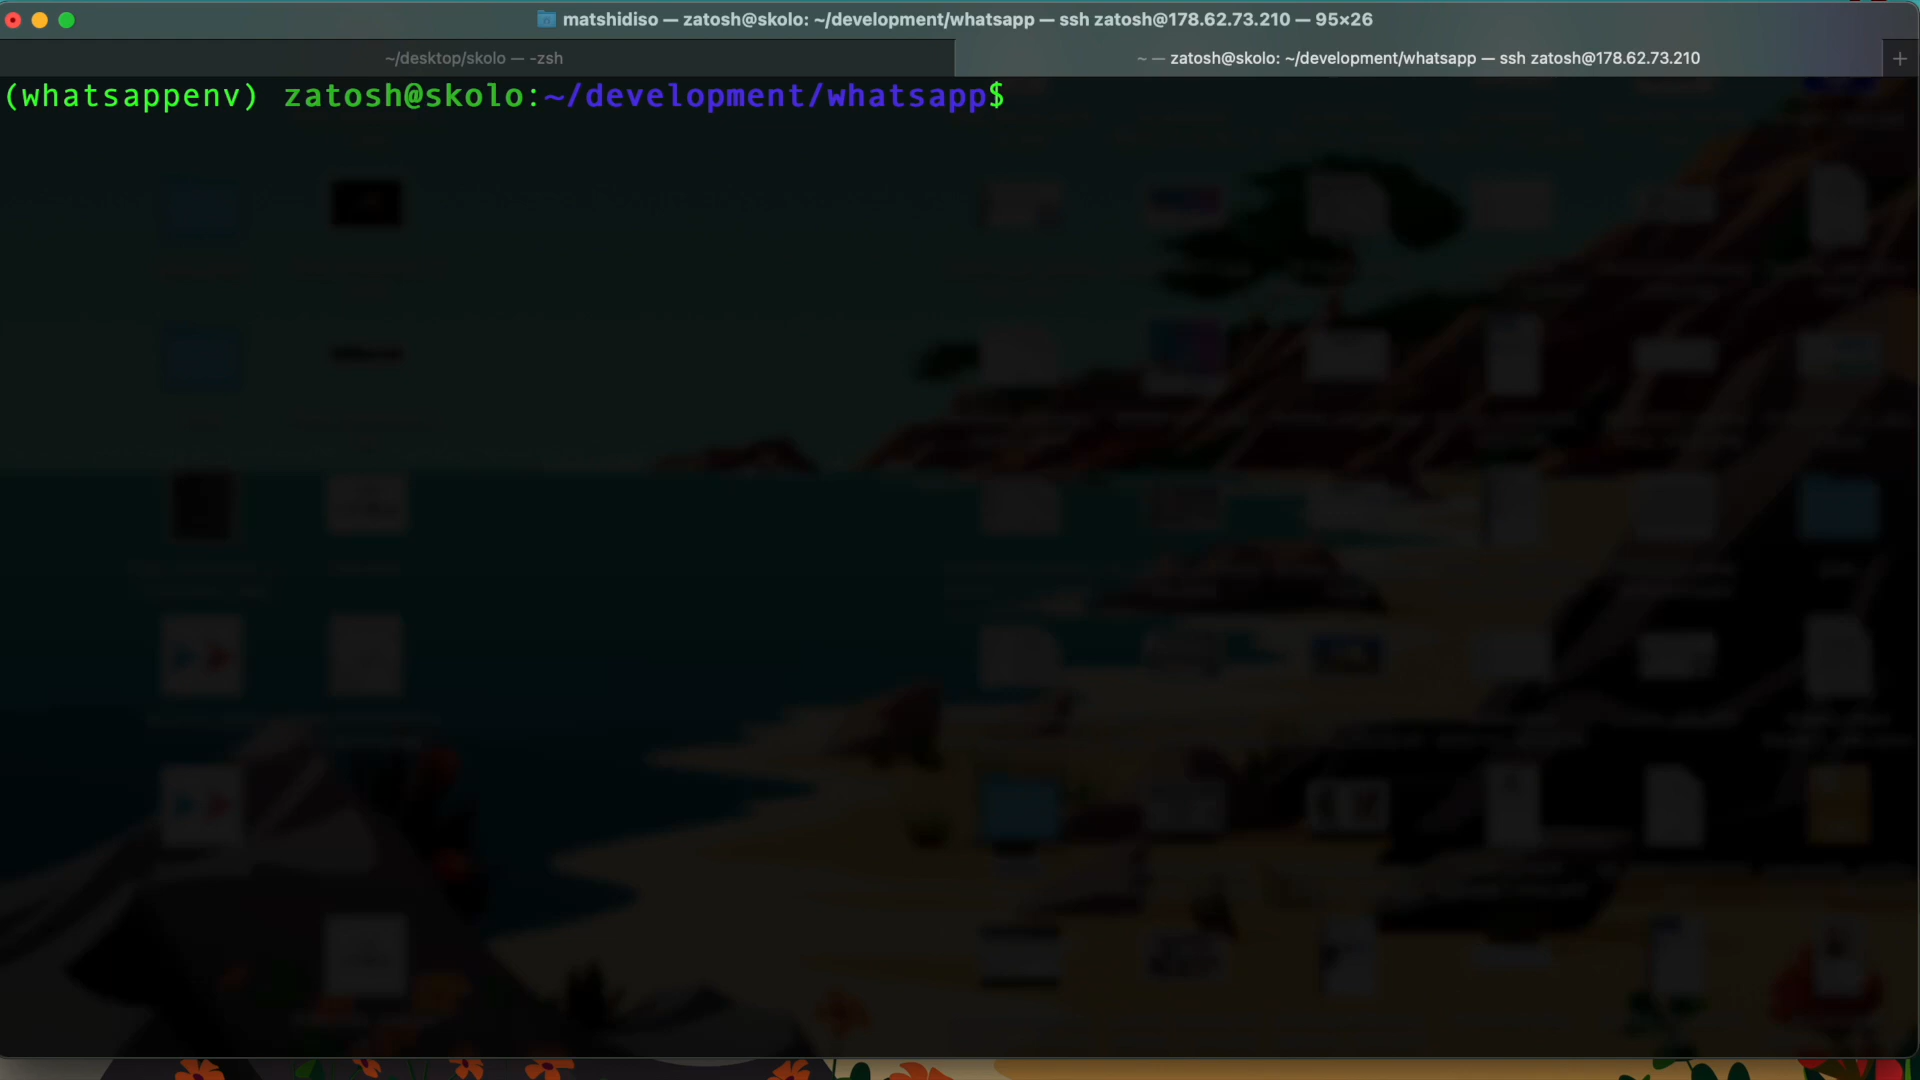 matshidiso — zatosh@skolo: ~/development/whatsapp — ssh zatosh@178.62.73.210 — 95×26
~/desktop/skolo — -zsh
~ — zatosh@skolo: ~/development/whatsapp — ssh zatosh@178.62.73.210
(whatsappenv) zatosh@skolo:~/development/whatsapp$